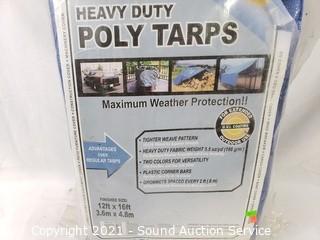 HEAVY DUTY
POLY TARPS
Maximum Weather Protection!!
ADVANTAGES
OVER
REGULAR TARPS
• TIGHTER WEAVE PATTERN
• HEAVY DUTY FABRIC WEIGHT 5.5 oz/yd (186 g/m)
• TWO COLORS FOR VERSATILITY
• PLASTIC CORNER BARS
• GROMMETS SPACED EVERY 2 ft (.6 m)
FINISHED SIZE:
12ft x 16ft
3.6m x 4.8m
Copyright 2021 - Sound Auction Service